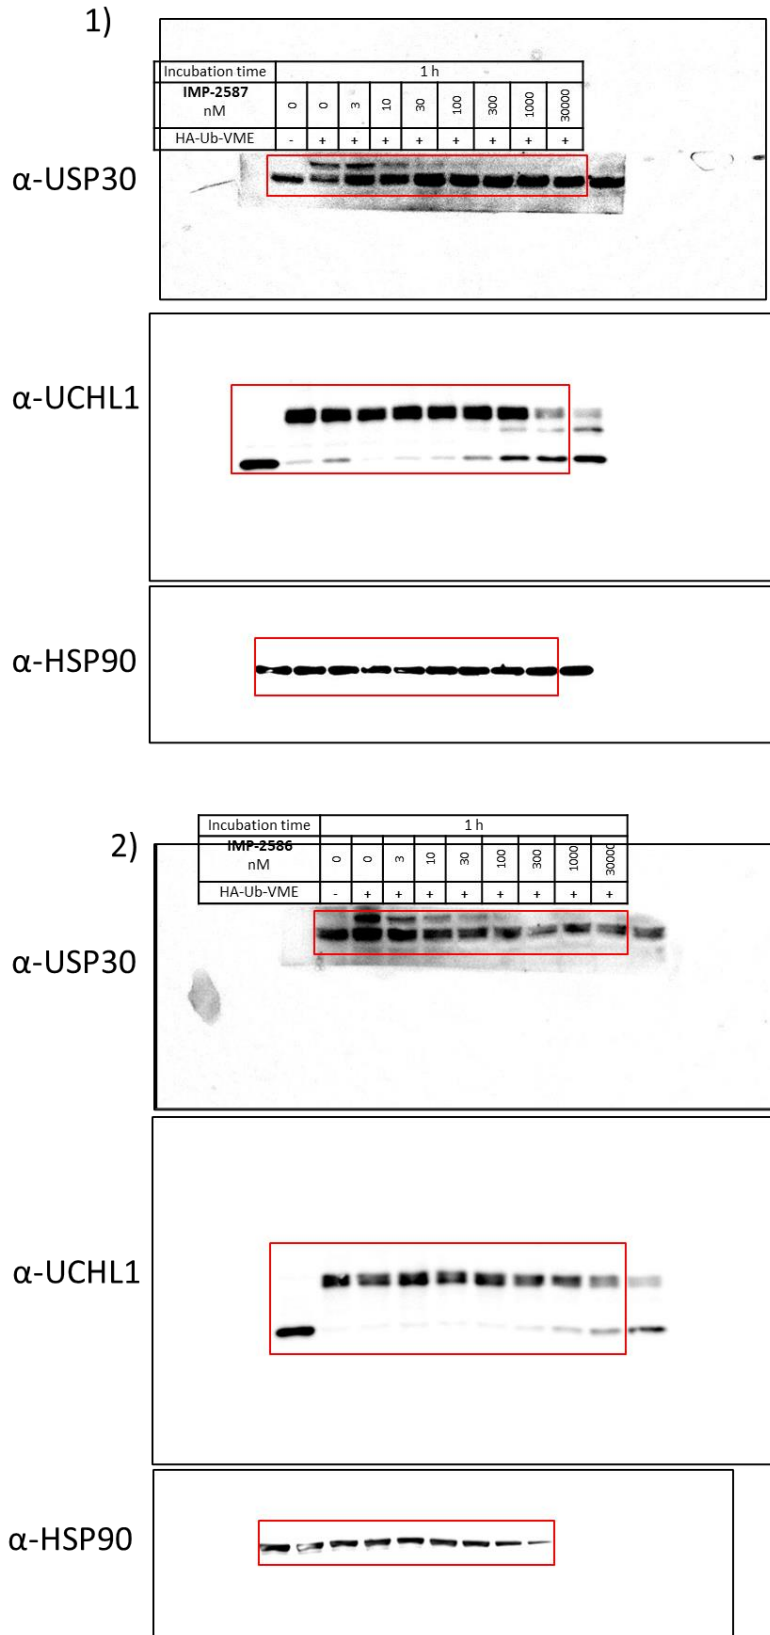 1)
Incubation time 1 h
IMP-2587 nM 0 0 3 10 30 100 300 1000 30000
HA-Ub-VME - + + + + + + + +
α-USP30
α-UCHL1
α-HSP90
2)
Incubation time 1 h
IMP-2586 nM 0 0 3 10 30 100 300 1000 30000
HA-Ub-VME - + + + + + + + +
α-USP30
α-UCHL1
α-HSP90